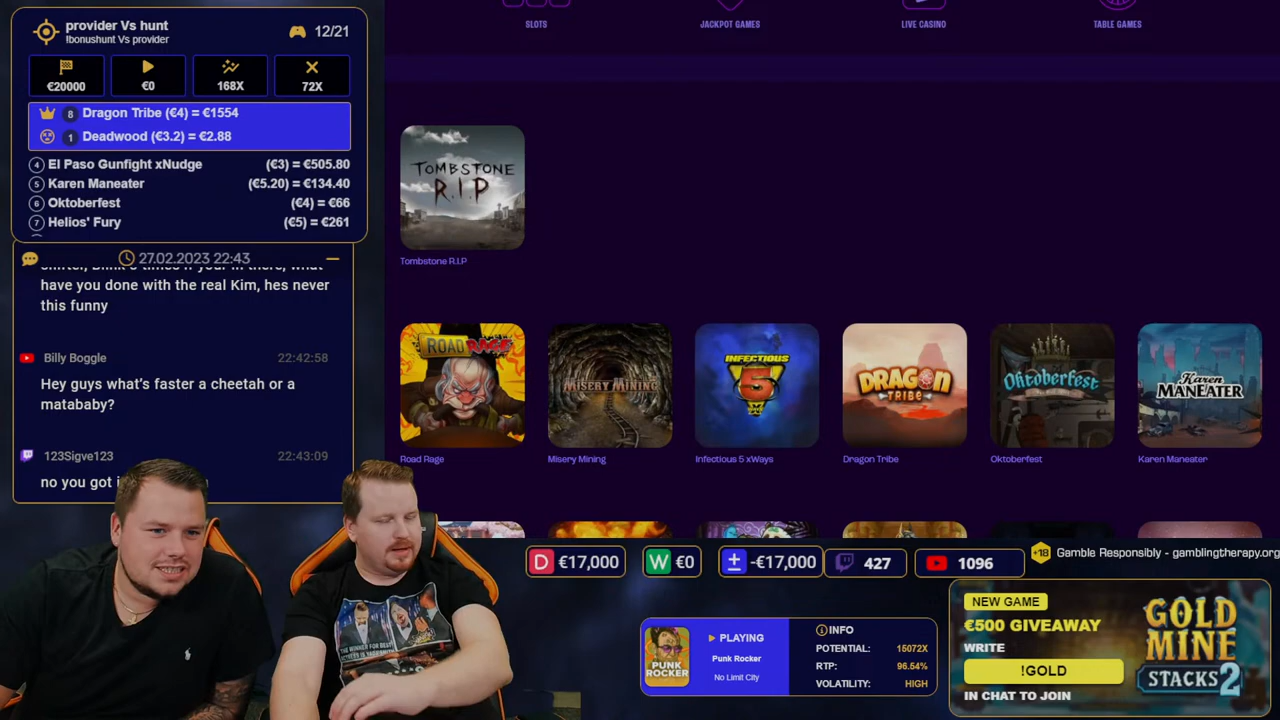 provider Vs hunt
!bonushunt Vs provider
12/21
€20000
€0
168X
72X
8 Dragon Tribe (€4) = €1554
1 Deadwood (€3.2) = €2.88
4 El Paso Gunfight xNudge (€3) = €505.80
5 Karen Maneater (€5.20) = €134.40
6 Oktoberfest (€4) = €66
7 Helios' Fury (€5) = €261
27.02.2023 22:43
have you done with the real Kim, hes never
this funny
Billy Boggle 22:42:58
Hey guys what's faster a cheetah or a
matababy?
123Sigve123 22:43:09
no you got
SLOTS
JACKPOT GAMES
LIVE CASINO
TABLE GAMES
TOMBSTONE
R.I.P
Tombstone R.I.P
ROAD RAGE
MISERY MINING
INFECTIOUS
5
DRAGON
TRIBE
Oktoberfest
Karen
MANEATER
Road Rage
Misery Mining
Infectious 5 xWays
Dragon Tribe
Oktoberfest
Karen Maneater
D €17,000
W €0
± -€17,000
427
1096
+18 Gamble Responsibly - gamblingtherapy.org
PUNK
ROCKER
PLAYING
Punk Rocker
No Limit City
INFO
POTENTIAL: 15072X
RTP: 96.54%
VOLATILITY: HIGH
NEW GAME
€500 GIVEAWAY
WRITE
!GOLD
IN CHAT TO JOIN
GOLD
MINE
STACKS 2
THE WINNER FOR BEST